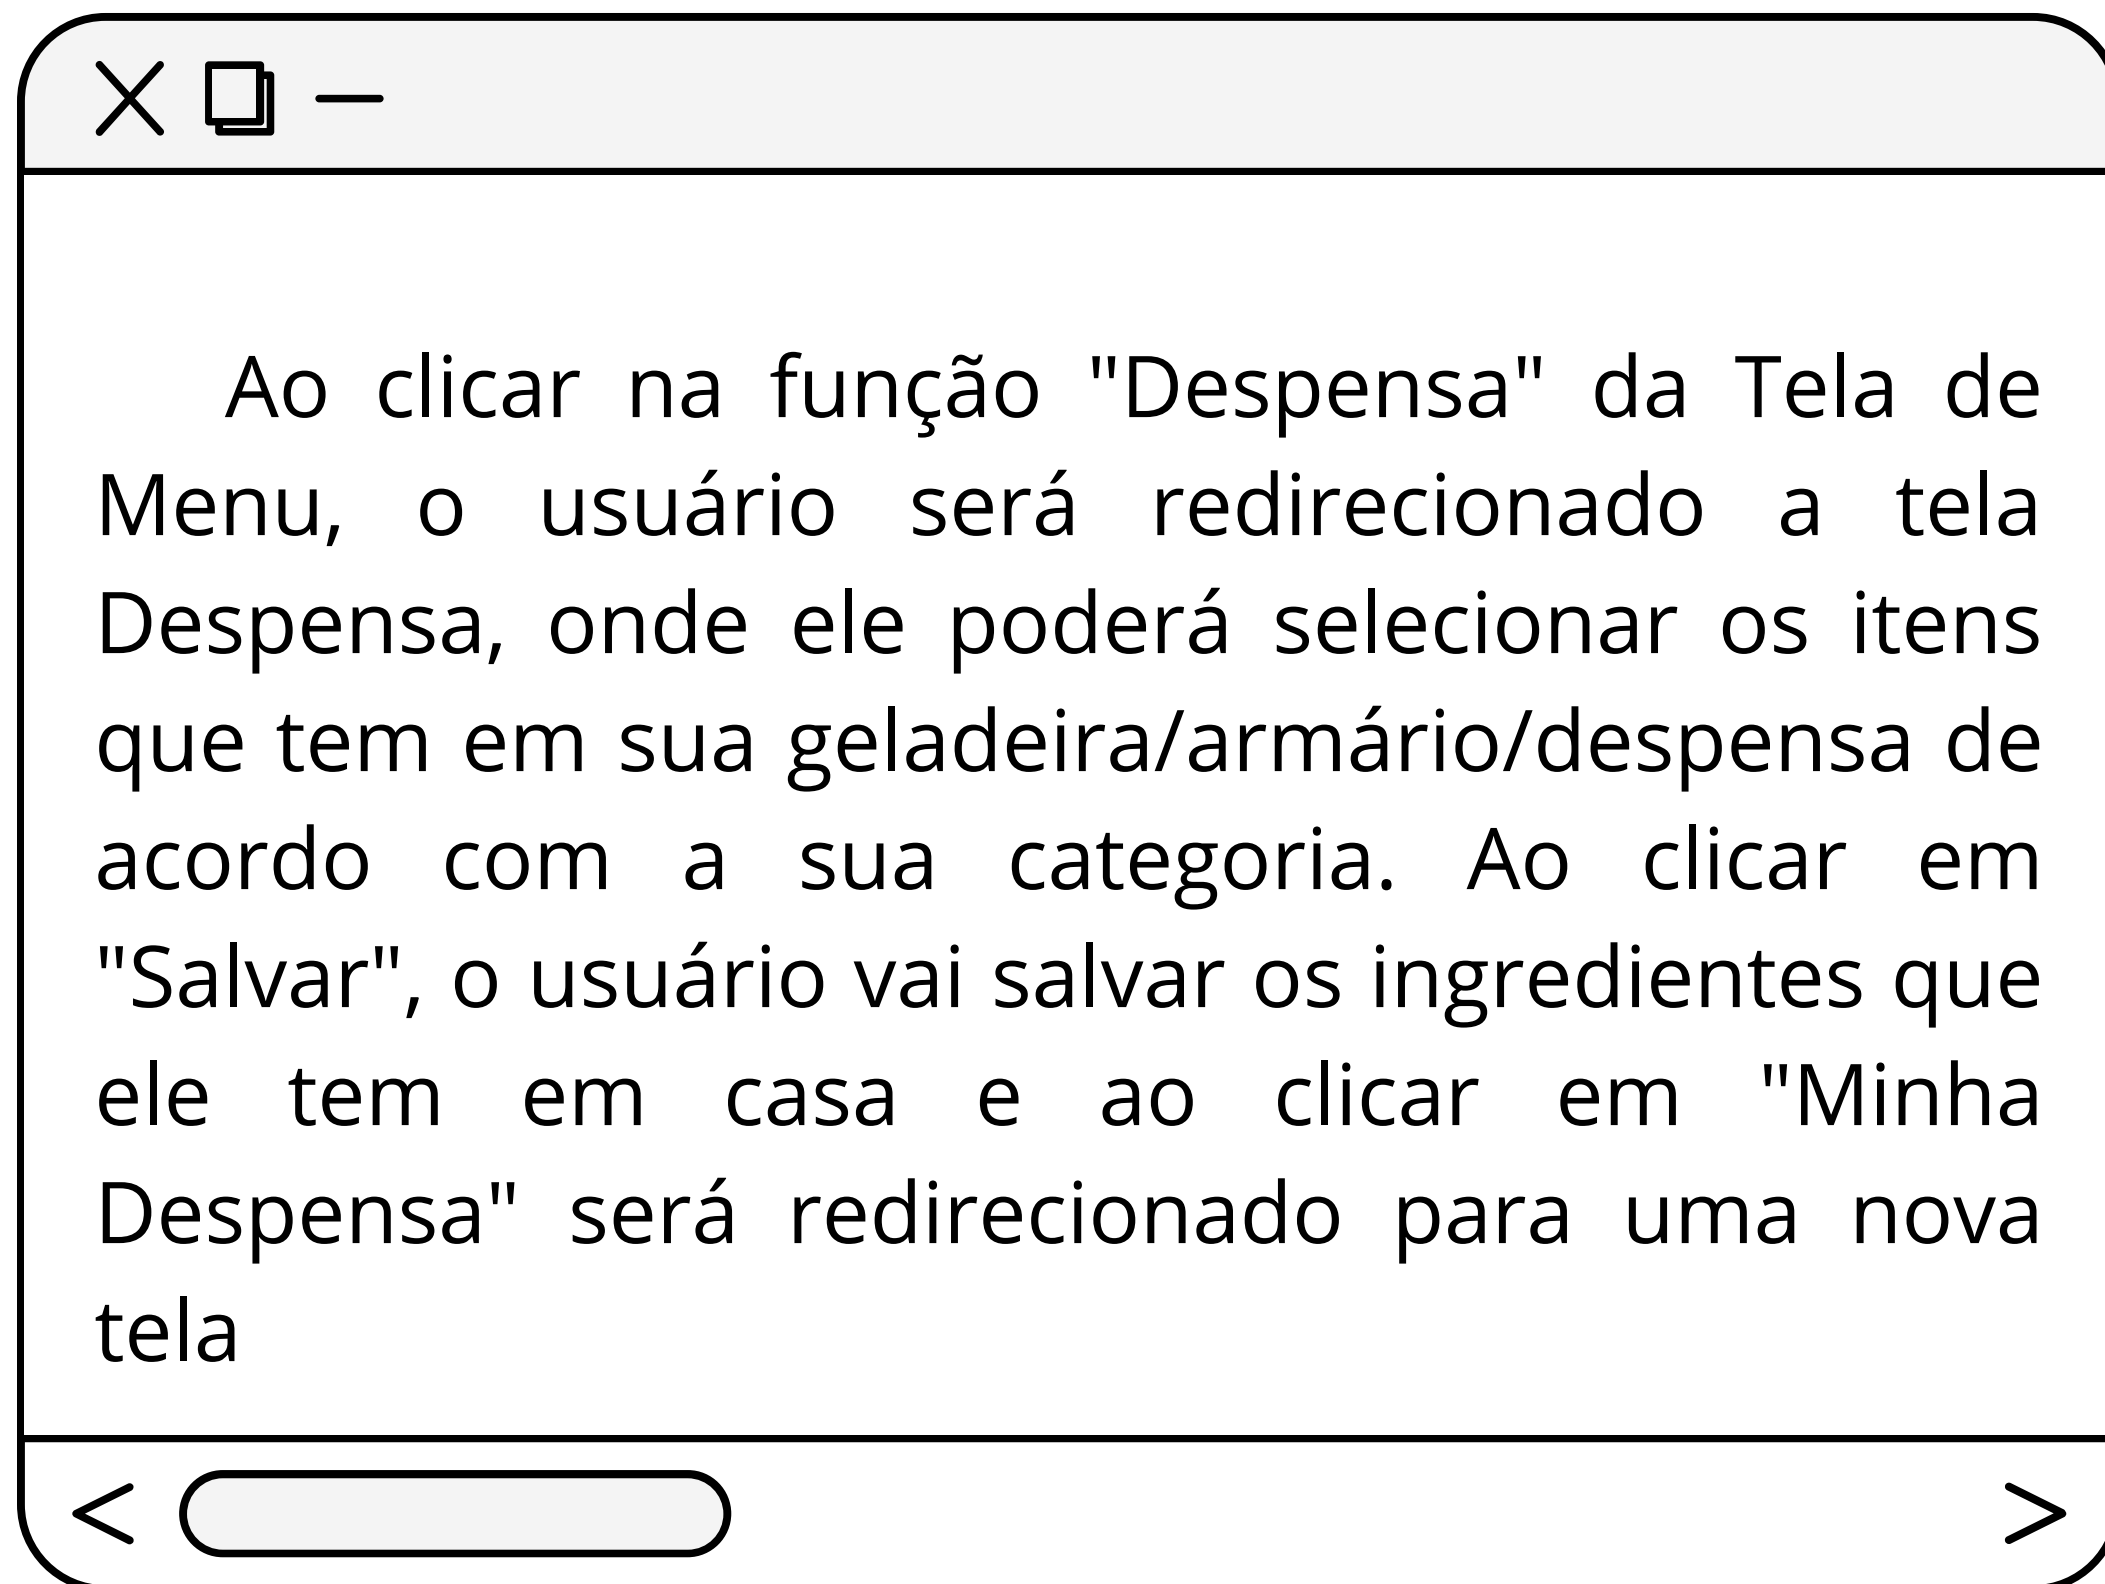 Ao clicar na função "Despensa" da Tela de
Menu, o usuário será redirecionado a tela
Despensa, onde ele poderá selecionar os itens
que tem em sua geladeira/armário/despensa de
acordo com a sua categoria. Ao clicar em
"Salvar", o usuário vai salvar os ingredientes que
ele tem em casa e ao clicar em "Minha
Despensa" será redirecionado para uma nova
tela